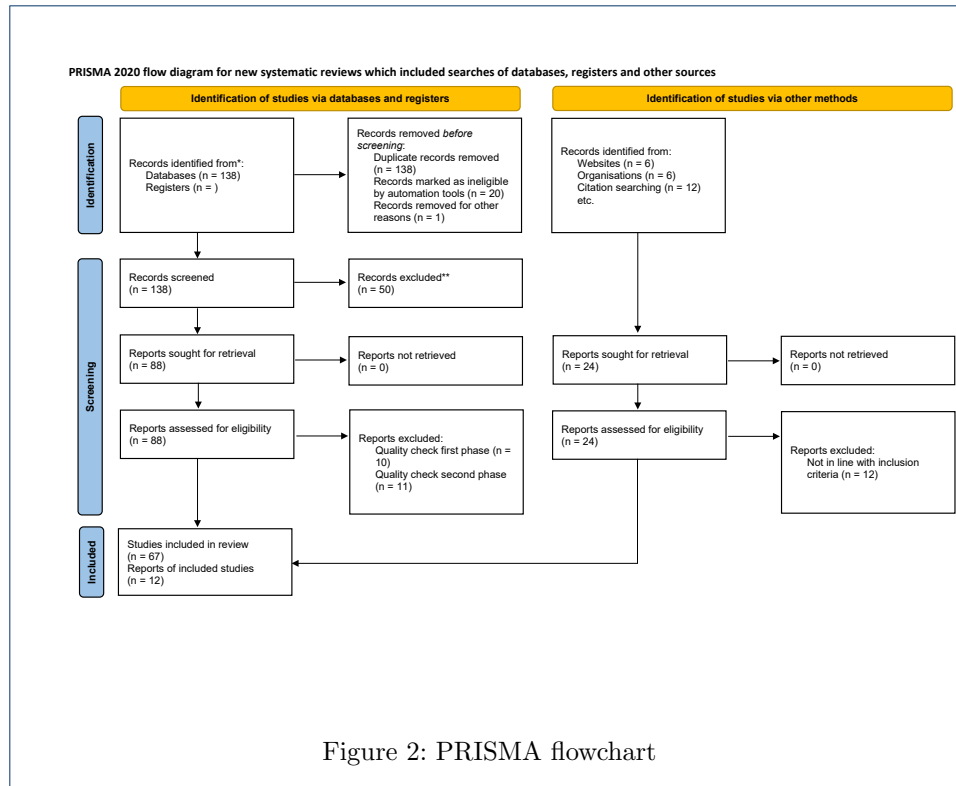 PRISMA 2020 flow diagram for new systematic reviews which included searches of databases, registers and other sources
Identification of studies via databases and registers
Identification of studies via other methods
Identification
Records identified from*:
Databases (n = 138)
Registers (n = )
Records removed before
screening:
Duplicate records removed
(n = 138)
Records marked as ineligible
by automation tools (n = 20)
Records removed for other
reasons (n = 1)
Records identified from:
Websites (n = 6)
Organisations (n = 6)
Citation searching (n = 12)
etc.
Screening
Records screened
(n = 138)
Records excluded**
(n = 50)
Reports sought for retrieval
(n = 88)
Reports not retrieved
(n = 0)
Reports sought for retrieval
(n = 24)
Reports not retrieved
(n = 0)
Reports assessed for eligibility
(n = 88)
Reports excluded:
Quality check first phase (n =
10)
Quality check second phase
(n = 11)
Reports assessed for eligibility
(n = 24)
Reports excluded:
Not in line with inclusion
criteria (n = 12)
Included
Studies included in review
(n = 67)
Reports of included studies
(n = 12)
Figure 2: PRISMA flowchart